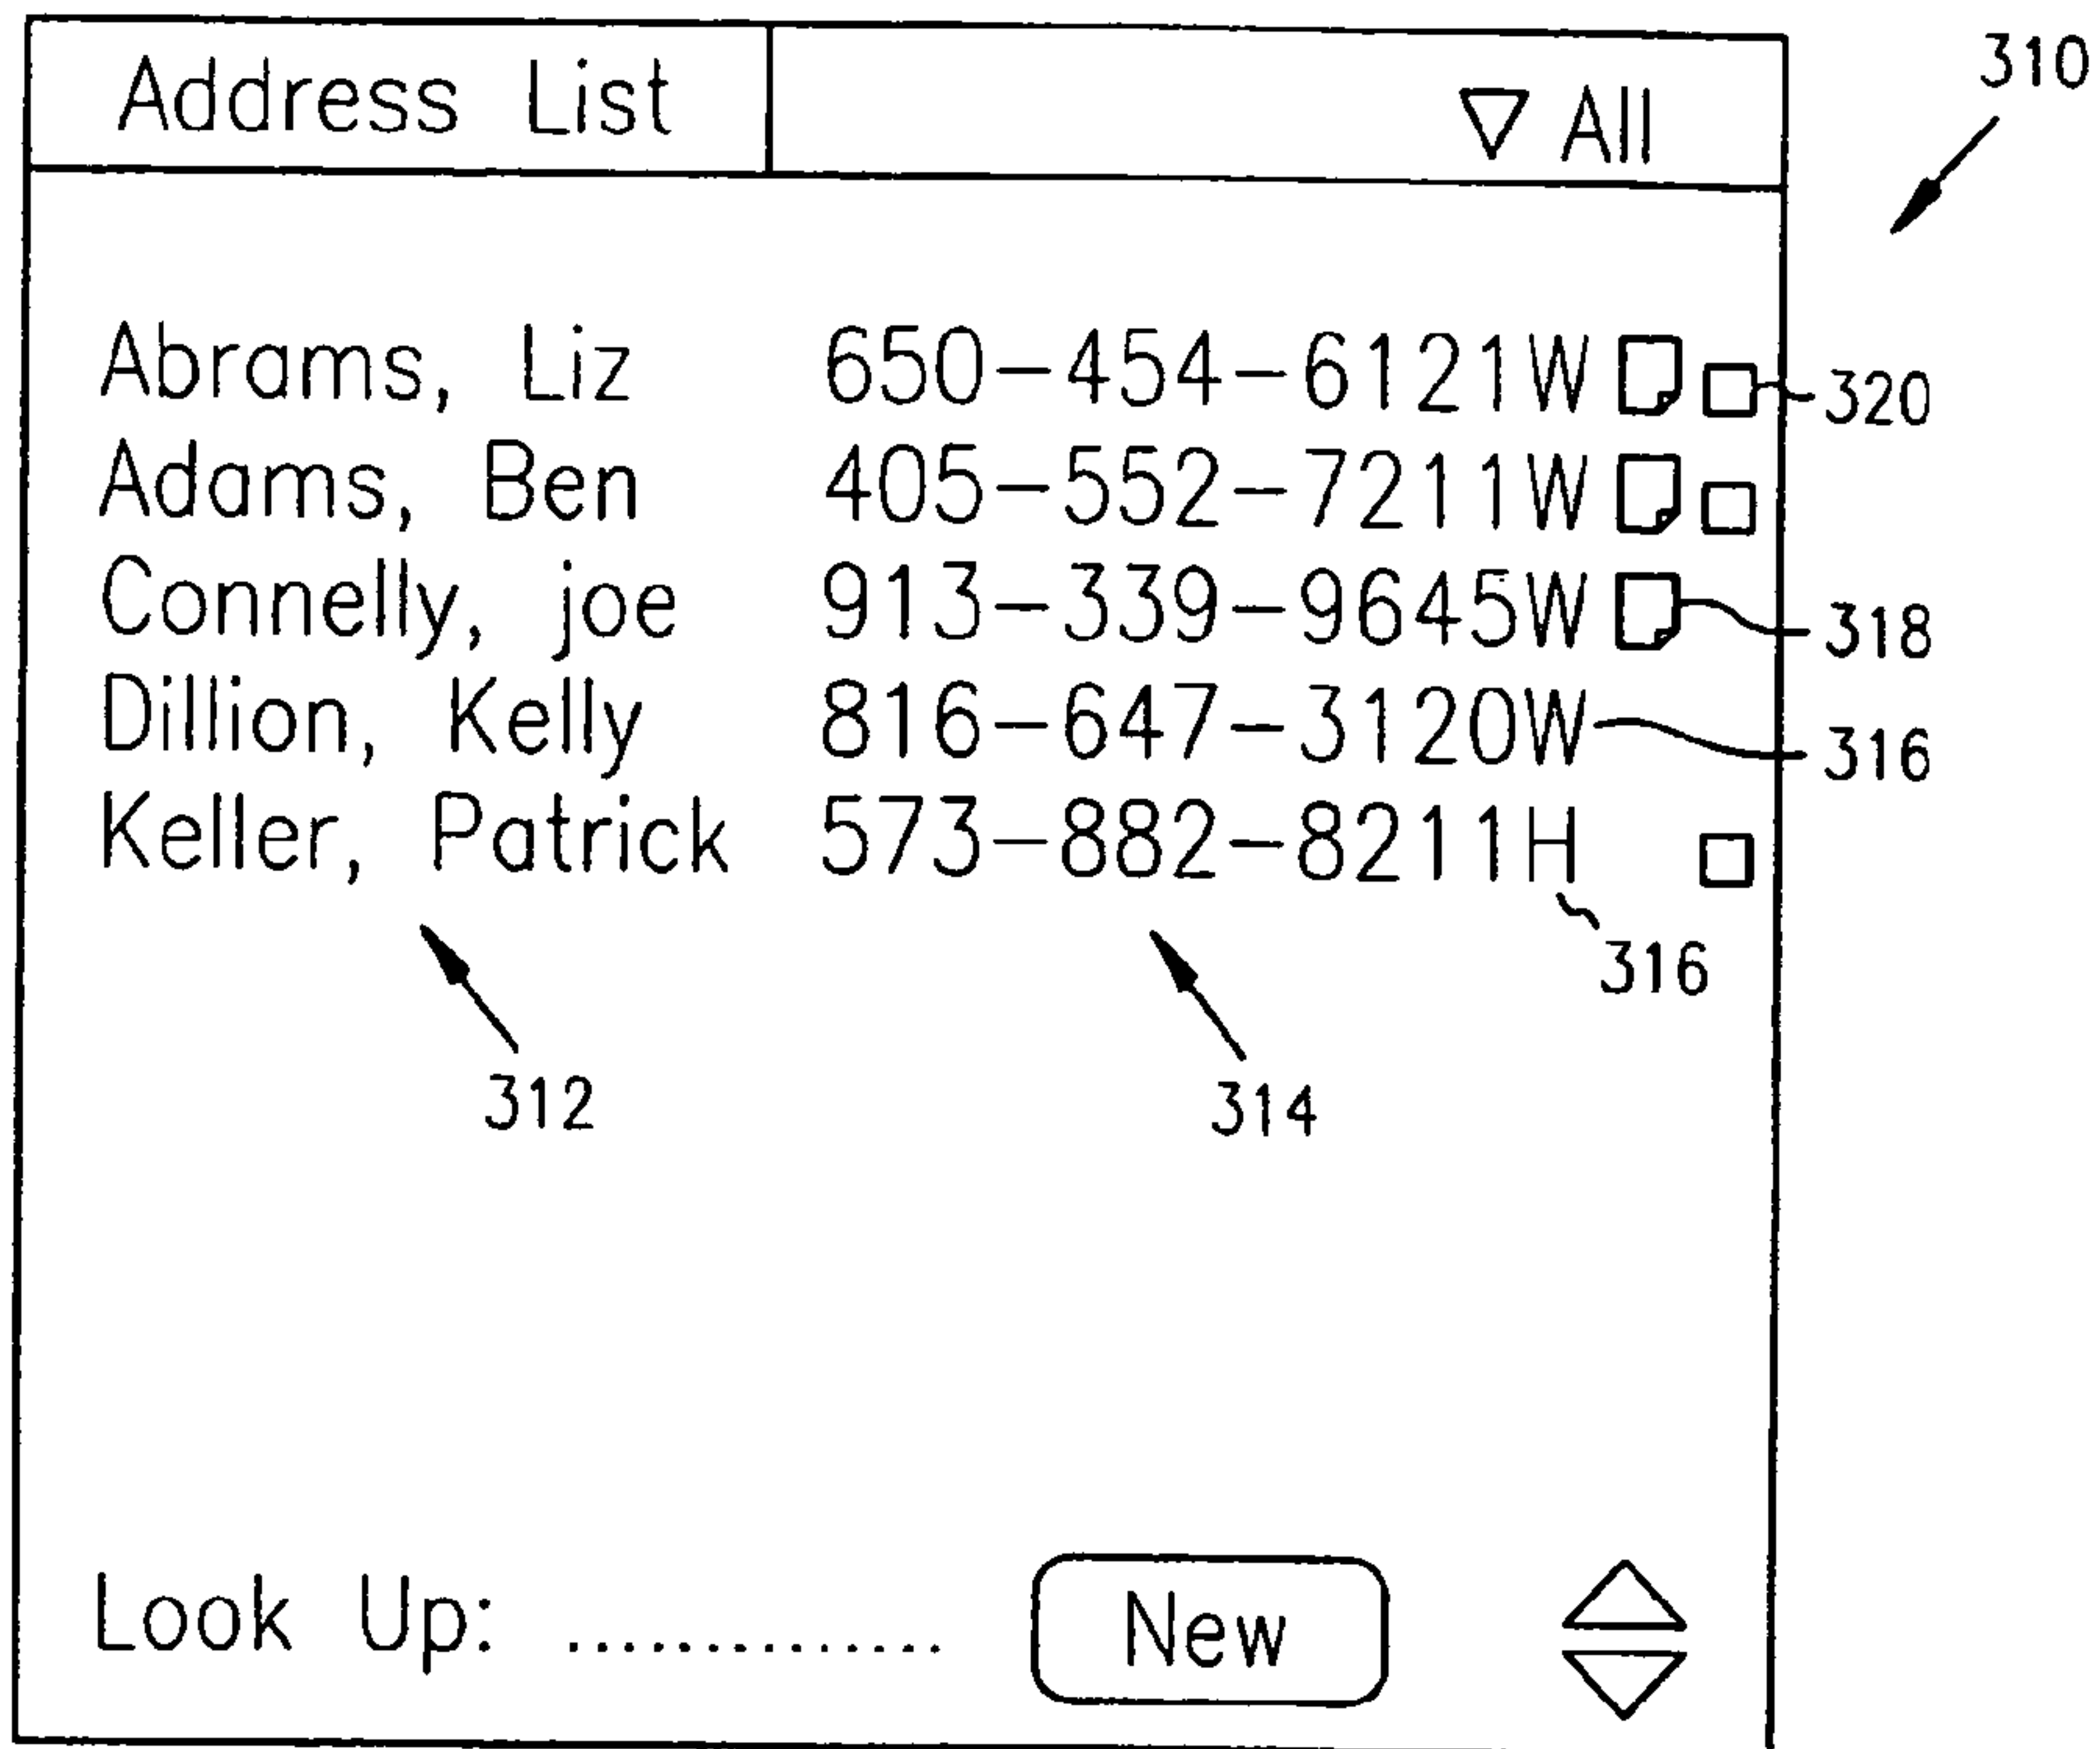 310
Address List ▽ All
Abrams, Liz 650-454-6121W 320
Adams, Ben 405-552-7211W
Connelly, joe 913-339-9645W 318
Dillion, Kelly 816-647-3120W 316
Keller, Patrick 573-882-8211H
316
312 314
Look Up: .............. New